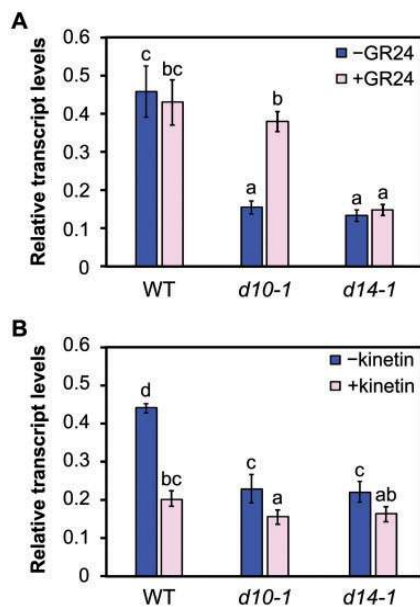 A
Relative transcript levels
0.6
0.5
0.4
0.3
0.2
0.1
0
−GR24
+GR24
c
bc
a
b
a
a
WT
d10-1
d14-1
B
Relative transcript levels
0.6
0.5
0.4
0.3
0.2
0.1
0
−kinetin
+kinetin
d
bc
c
a
c
ab
WT
d10-1
d14-1